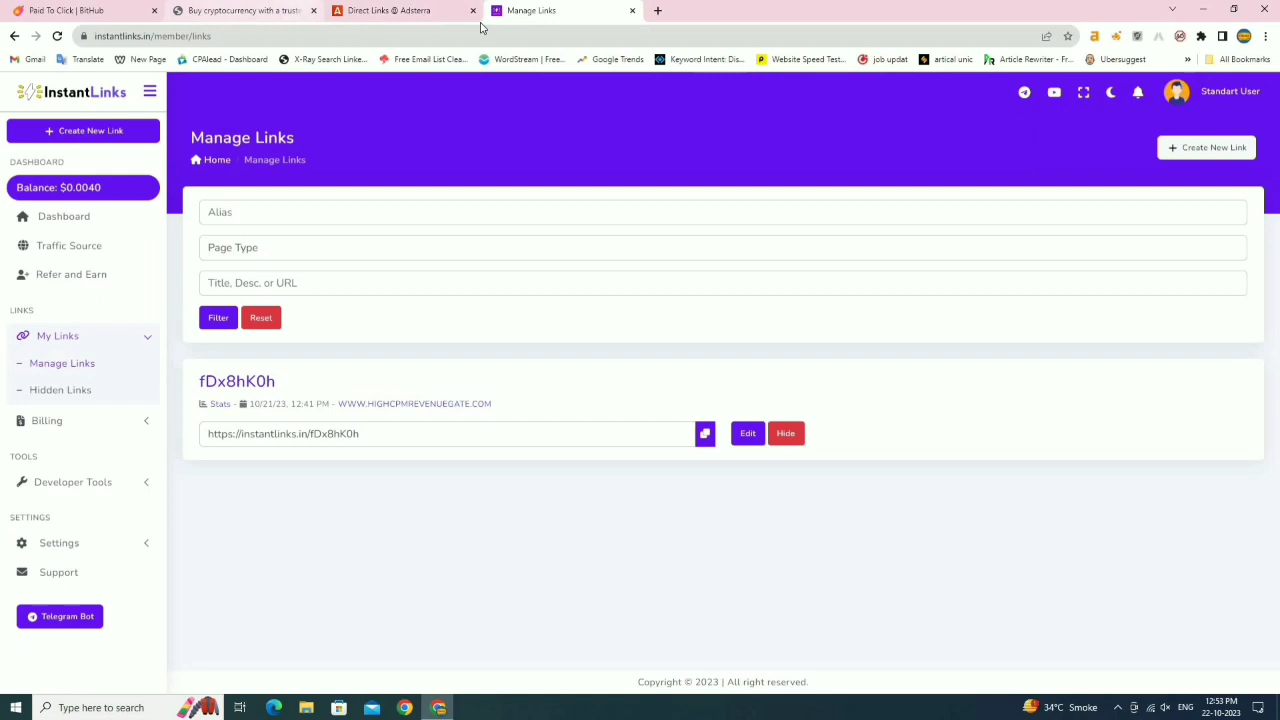 Paid To Click | BitHub
Buy cryptocurrency with a truste
Direct Links @ Adsterra
Manage Links
instantlinks.in/member/links
Gmail
Translate
New Page
CPAlead - Dashboard
X-Ray Search Linke...
Free Email List Clea...
WordStream | Free...
Google Trends
Keyword Intent: Dis...
Website Speed Test...
job updat
artical unic
Article Rewriter - Fr...
Ubersuggest
»
All Bookmarks
InstantLinks
Standart User
+ Create New Link
Manage Links
Home / Manage Links
+ Create New Link
DASHBOARD
Balance: $0.0040
Dashboard
Traffic Source
Refer and Earn
LINKS
My Links
– Manage Links
– Hidden Links
Billing
TOOLS
Developer Tools
SETTINGS
Settings
Support
Telegram Bot
Alias
Page Type
Title, Desc. or URL
Filter
Reset
fDx8hK0h
Stats - 10/21/23, 12:41 PM - WWW.HIGHCPMREVENUEGATE.COM
https://instantlinks.in/fDx8hK0h
Edit
Hide
Copyright © 2023 | All right reserved.
Type here to search
34°C Smoke
ENG
12:53 PM
22-10-2023